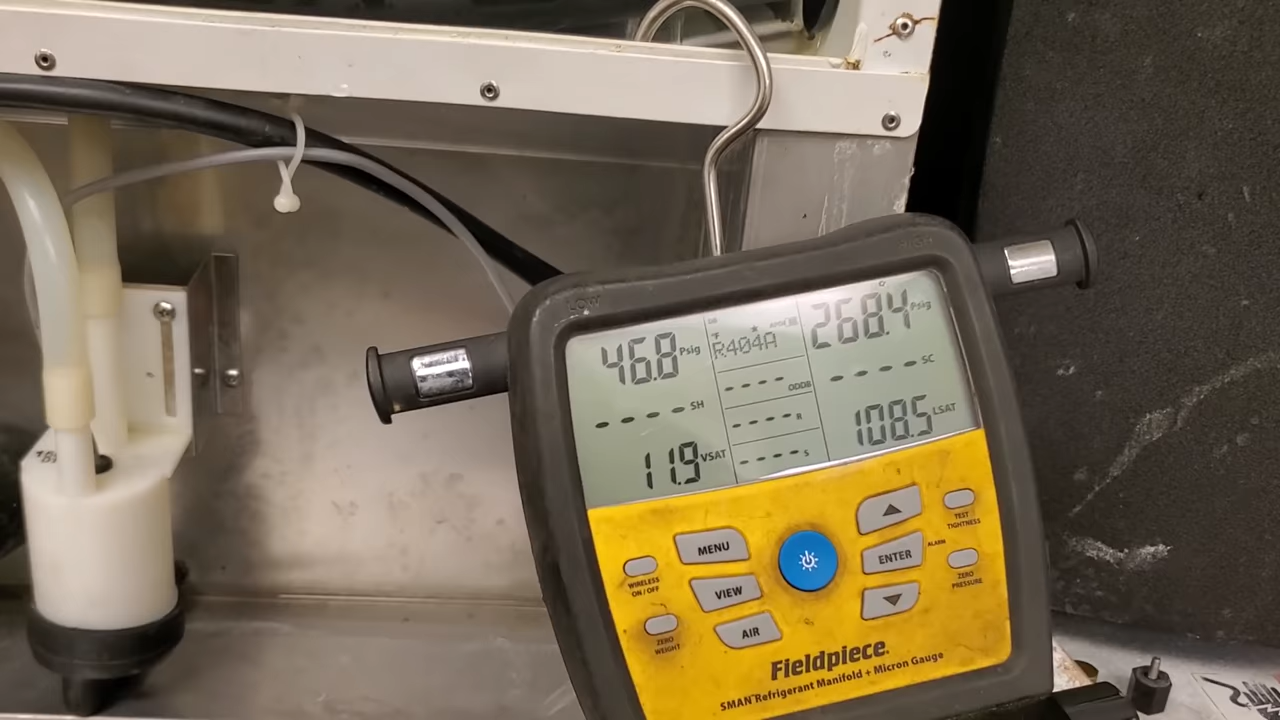 LOW
HIGH
46.8 Psig
R404A
268.4 Psig
- - - - SH
- - - - ODDB
- - - - SC
- - - - R
11.9 VSAT
- - - - S
108.5 LSAT
MENU
ENTER
ALARM
TEST
TIGHTNESS
WIRELESS
ON / OFF
VIEW
ZERO
PRESSURE
ZERO
WEIGHT
AIR
Fieldpiece
SMAN Refrigerant Manifold + Micron Gauge